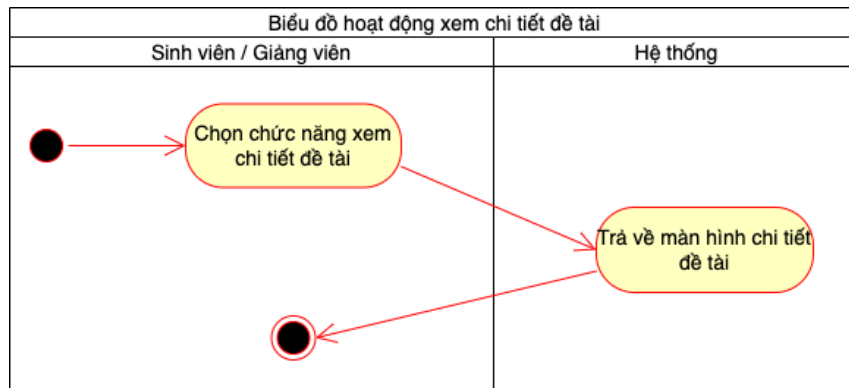 Biểu đồ hoạt động xem chi tiết đề tài
Sinh viên / Giảng viên
Hệ thống
Chọn chức năng xem
chi tiết đề tài
Trả về màn hình chi tiết
đề tài